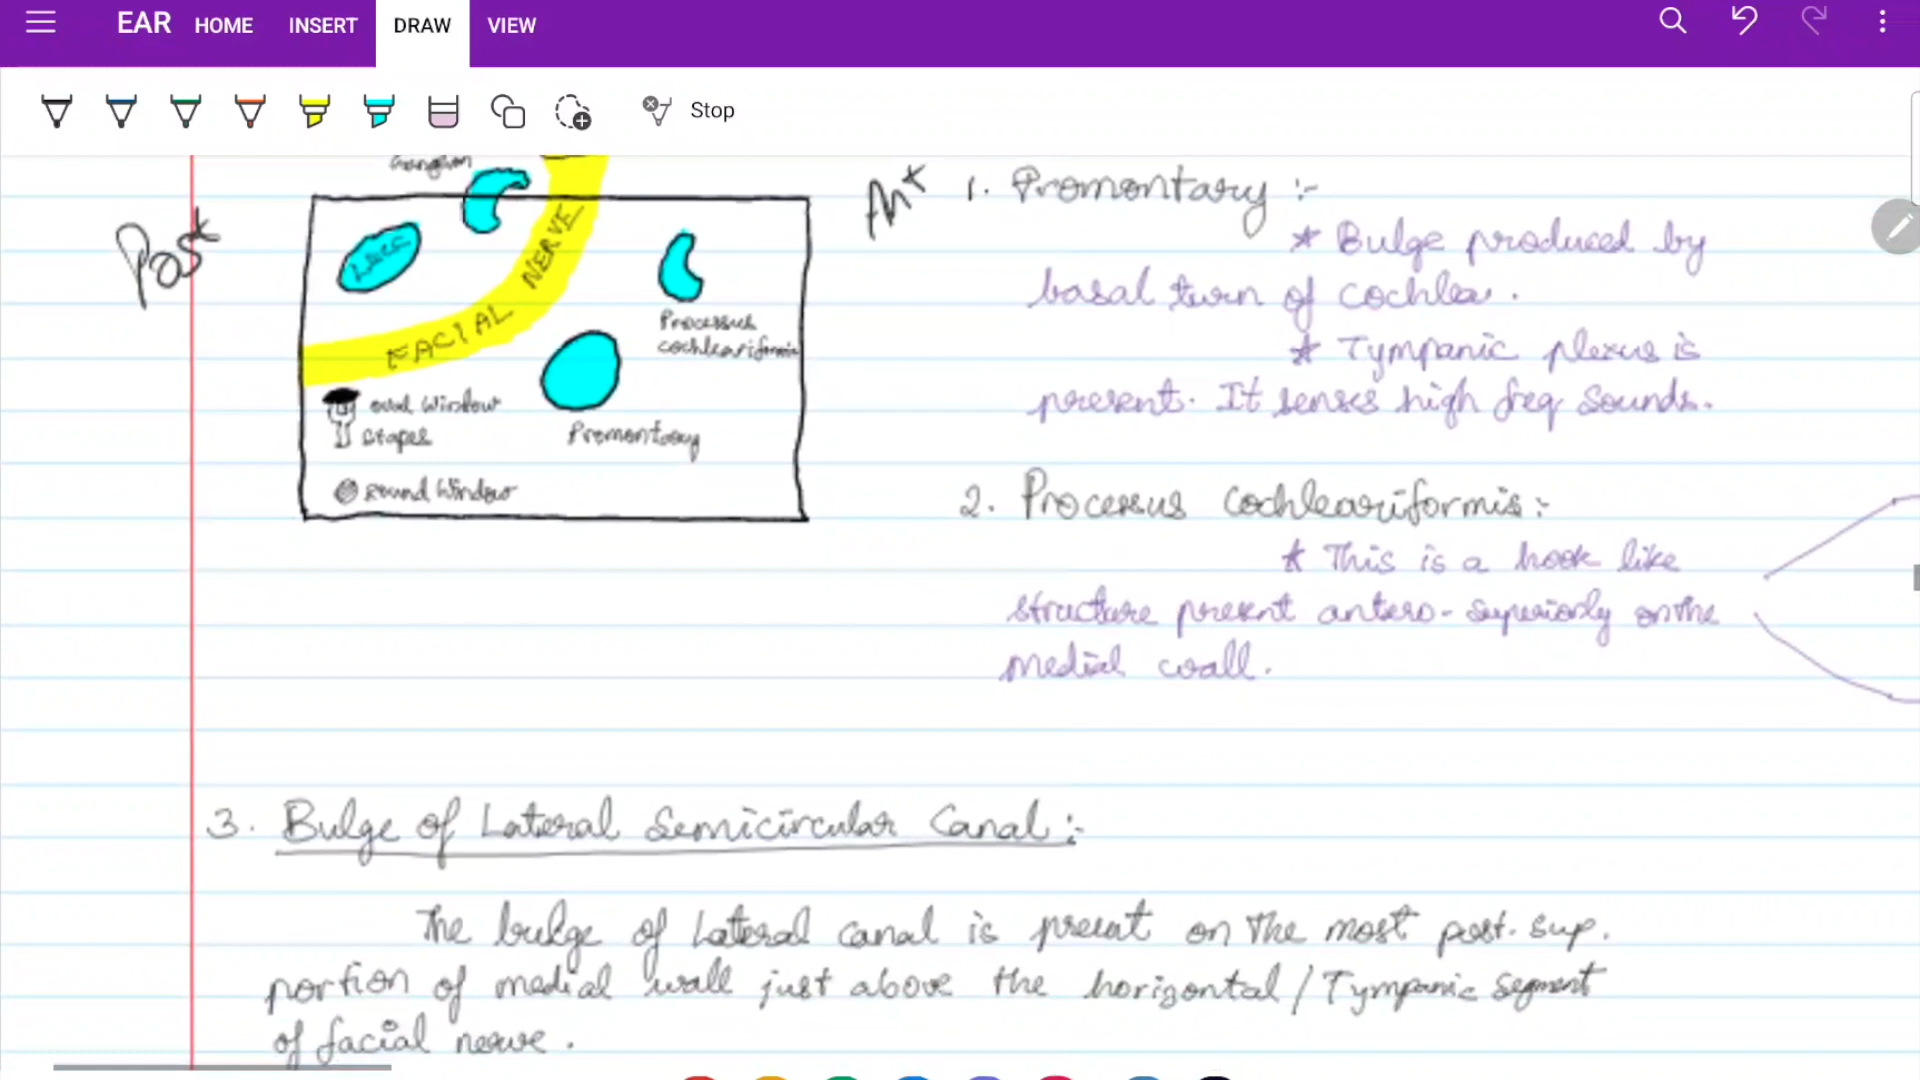 EAR HOME INSERT DRAW VIEW
Stop
Ganglion
Post
LSCC
FACIAL NERVE
Processus
cochleariformis
oval window
stapes
Promontory
round window
Ant
1. Promontary :-
* Bulge produced by
basal turn of cochlea.
* Tympanic plexus is
present. It senses high freq sounds.
2. Processus Cochleariformis :-
* This is a hook like
structure present antero-superiorly on the
medial wall.
3. Bulge of Lateral Semicircular Canal :-
The bulge of lateral canal is present on the most post. sup.
portion of medial wall just above the horizontal / Tympanic segment
of facial nerve.